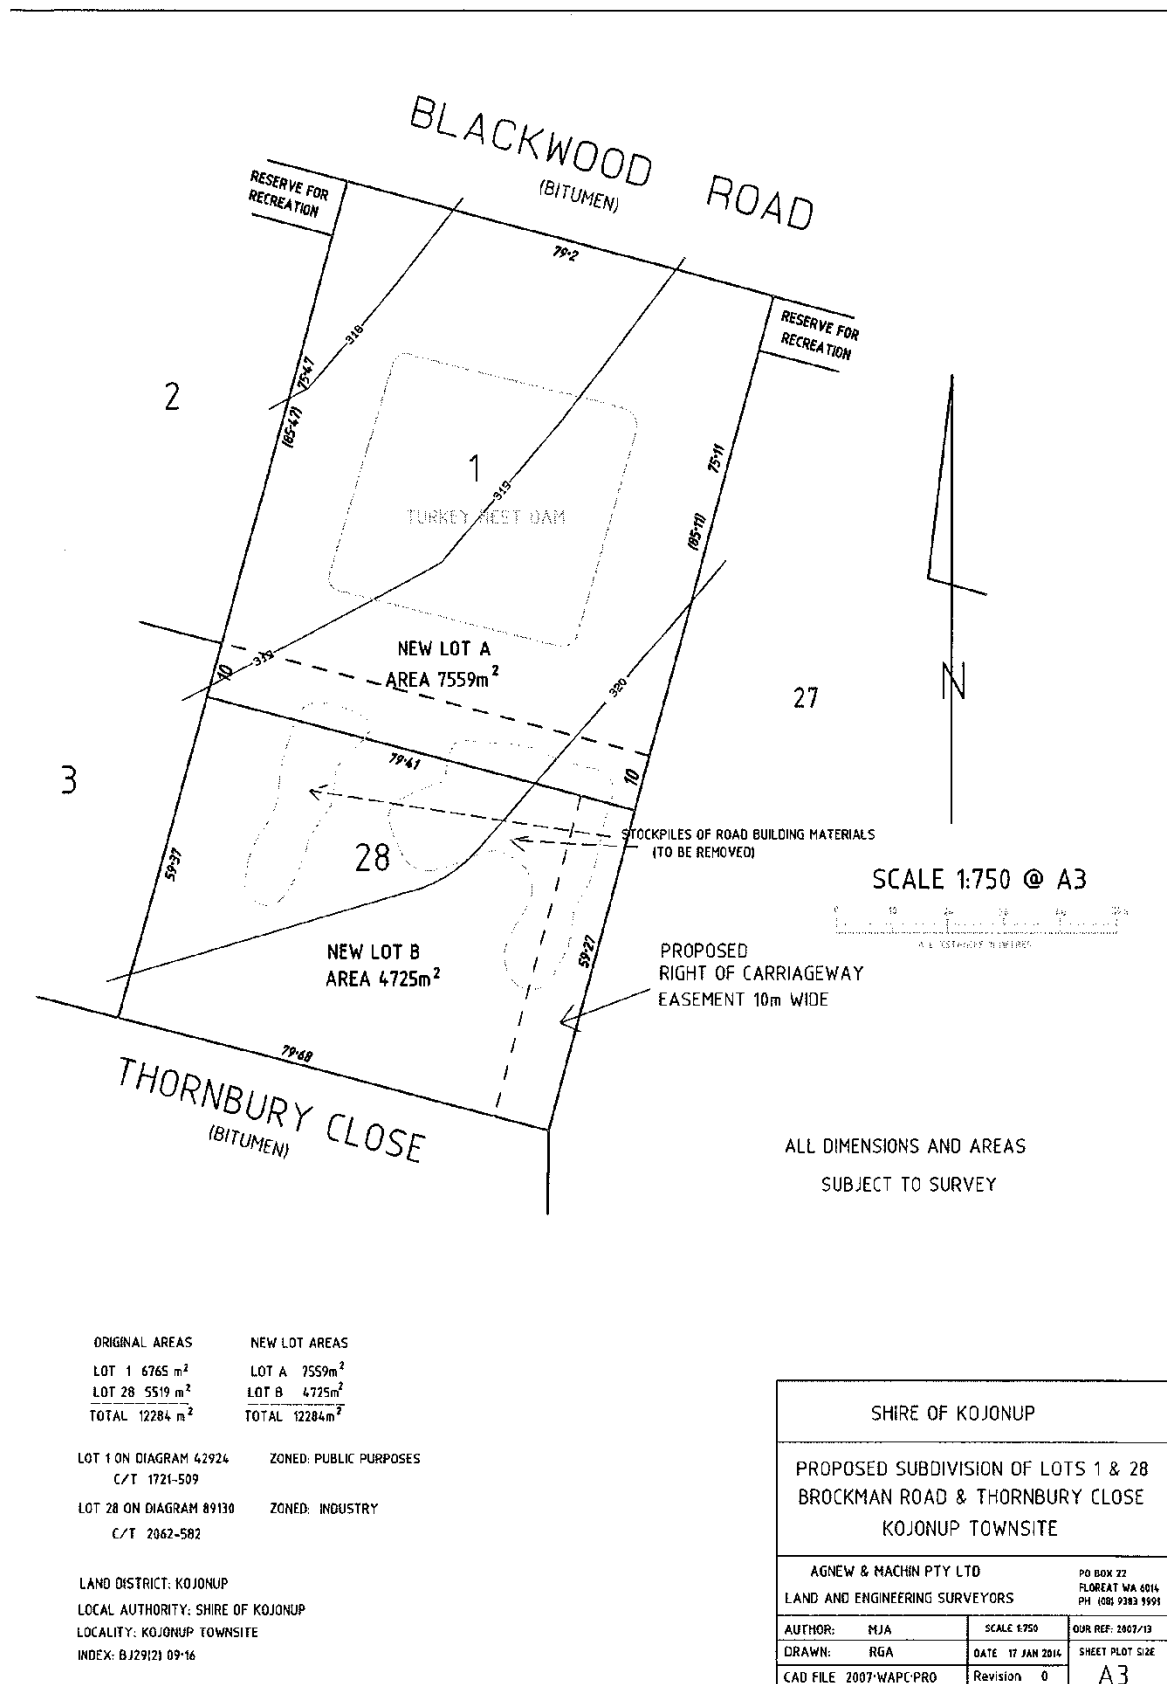 BLACKWOOD ROAD
(BITUMEN)
RESERVE FOR
RECREATION
79·2
RESERVE FOR
RECREATION
318
75·47
(85·47)
2
1
319
TURKEY NEST DAM
75·11
(85·11)
NEW LOT A
AREA 7559m²
319
10
320
27
N
3
79·41
10
STOCKPILES OF ROAD BUILDING MATERIALS
(TO BE REMOVED)
28
59·37
SCALE 1:750 @ A3
NEW LOT B
AREA 4725m²
59·27
PROPOSED
RIGHT OF CARRIAGEWAY
EASEMENT 10m WIDE
79·68
THORNBURY CLOSE
(BITUMEN)
ALL DIMENSIONS AND AREAS
SUBJECT TO SURVEY
ORIGINAL AREAS NEW LOT AREAS
LOT 1 6765 m² LOT A 7559m²
LOT 28 5519 m² LOT B 4725m²
TOTAL 12284 m² TOTAL 12284m²
LOT 1 ON DIAGRAM 42924 ZONED: PUBLIC PURPOSES
C/T 1721-509
LOT 28 ON DIAGRAM 89130 ZONED: INDUSTRY
C/T 2062-582
LAND DISTRICT: KOJONUP
LOCAL AUTHORITY: SHIRE OF KOJONUP
LOCALITY: KOJONUP TOWNSITE
INDEX: BJ29(2) 09·16
SHIRE OF KOJONUP
PROPOSED SUBDIVISION OF LOTS 1 & 28
BROCKMAN ROAD & THORNBURY CLOSE
KOJONUP TOWNSITE
AGNEW & MACHIN PTY LTD
LAND AND ENGINEERING SURVEYORS
PO BOX 22
FLOREAT WA 6014
PH (08) 9383 9991
AUTHOR: MJA SCALE 1:750 OUR REF: 2007/13
DRAWN: RGA DATE 17 JAN 2014 SHEET PLOT SIZE
CAD FILE 2007·WAPC·PRO Revision 0 A3